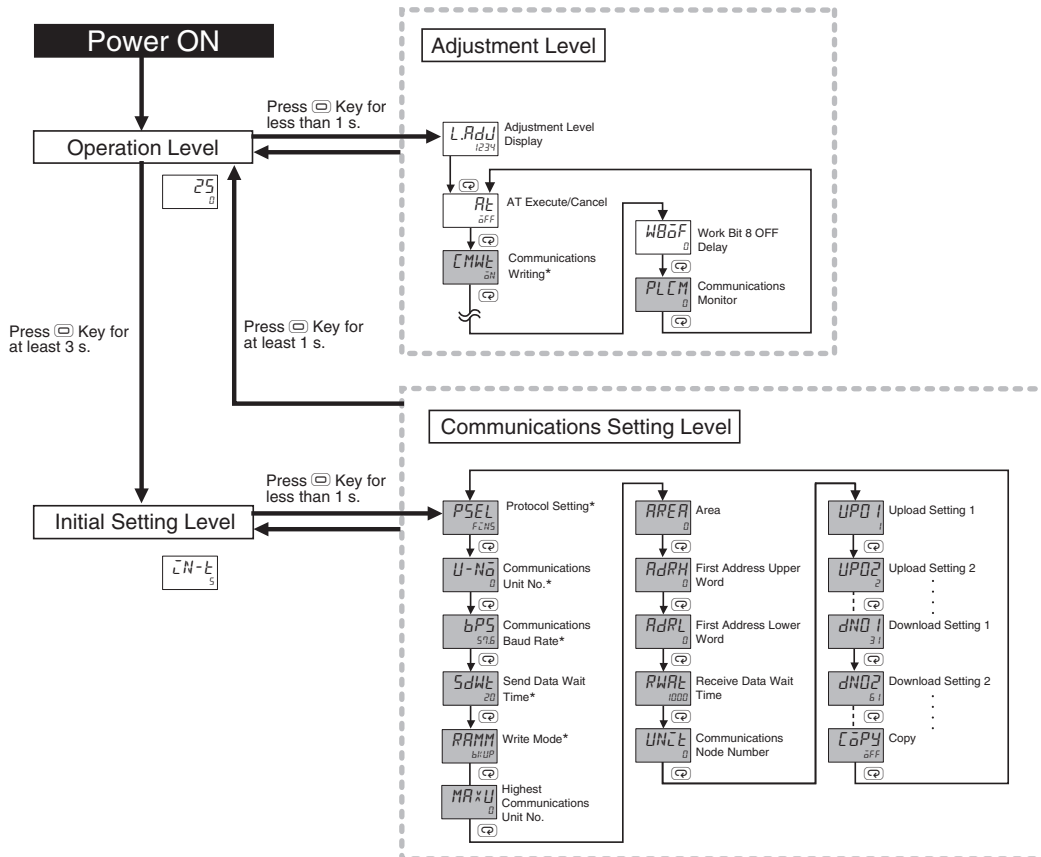 Power ON
Adjustment Level
Press Key for
less than 1 s.
Operation Level
25
0
L.AdJ
1234
Adjustment Level
Display
At
oFF
AT Execute/Cancel
CMWt
oN
Communications
Writing*
W8oF
0
Work Bit 8 OFF
Delay
PLCM
0
Communications
Monitor
Press Key for
at least 3 s.
Press Key for
at least 1 s.
Communications Setting Level
Press Key for
less than 1 s.
Initial Setting Level
iN-t
5
PSEL
FiNS
Protocol Setting*
U-No
0
Communications
Unit No.*
bPS
57.6
Communications
Baud Rate*
SdWt
20
Send Data Wait
Time*
RAMM
bKUP
Write Mode*
MAXU
0
Highest
Communications
Unit No.
AREA
0
Area
AdRH
0
First Address Upper
Word
AdRL
0
First Address Lower
Word
RWAt
1000
Receive Data Wait
Time
UNit
0
Communications
Node Number
UP01
1
Upload Setting 1
UP02
2
Upload Setting 2
dN01
31
Download Setting 1
dN02
61
Download Setting 2
CoPY
oFF
Copy